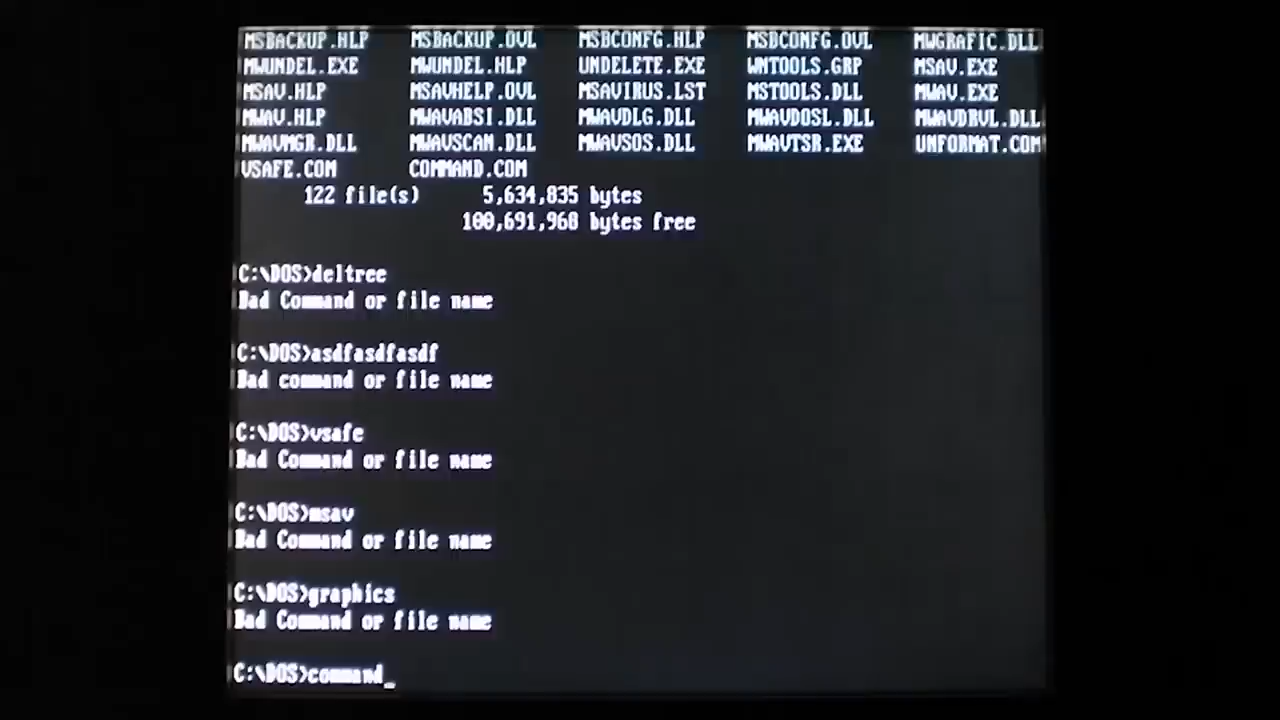 MSBACKUP.HLP MSBACKUP.OVL MSBCONFG.HLP MSBCONFG.OVL MWGRAFIC.DLL
MWUNDEL.EXE MWUNDEL.HLP UNDELETE.EXE WNTOOLS.GRP MSAV.EXE
MSAV.HLP MSAVHELP.OVL MSAVIRUS.LST MSTOOLS.DLL MWAV.EXE
MWAV.HLP MWAVABSI.DLL MWAVDLG.DLL MWAVDOSL.DLL MWAVDRVL.DLL
MWAVMGR.DLL MWAVSCAN.DLL MWAVSOS.DLL MWAVTSR.EXE UNFORMAT.COM
VSAFE.COM COMMAND.COM
122 file(s) 5,634,835 bytes
100,691,968 bytes free
C:\DOS>deltree
Bad Command or file name
C:\DOS>asdfasdfasdf
Bad command or file name
C:\DOS>vsafe
Bad Command or file name
C:\DOS>msav
Bad Command or file name
C:\DOS>graphics
Bad Command or file name
C:\DOS>command_